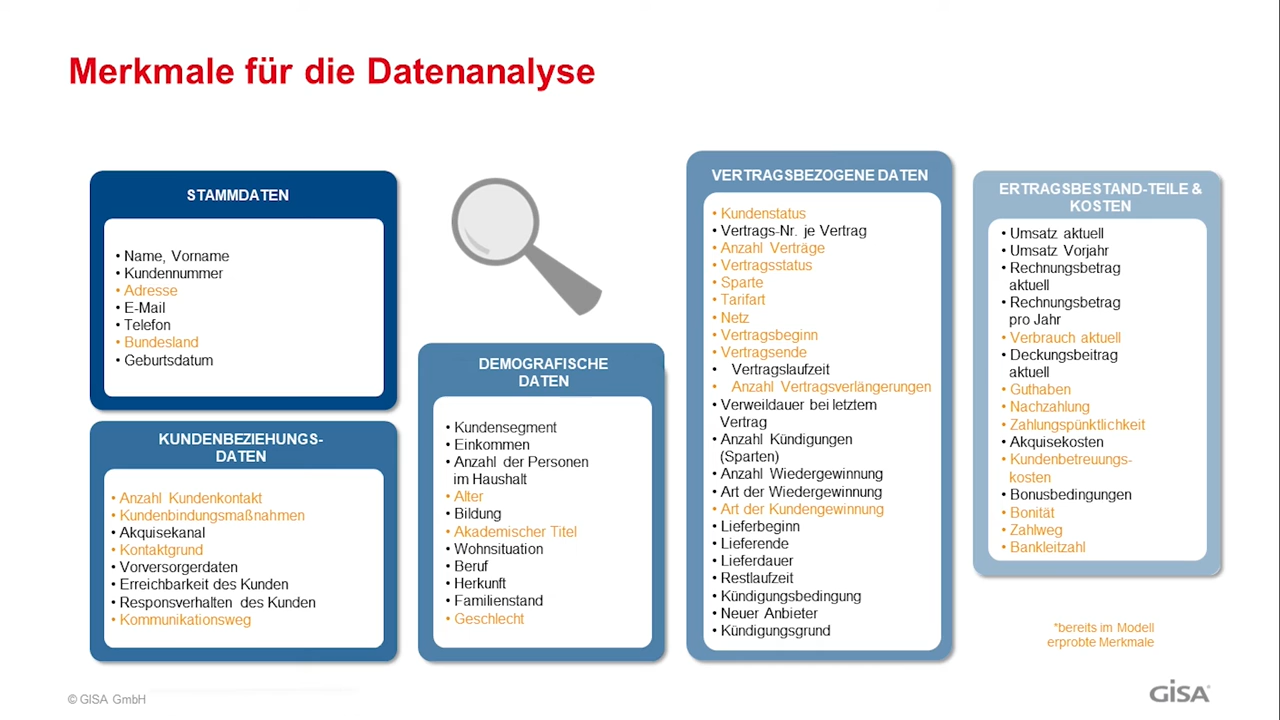 Merkmale für die Datenanalyse
STAMMDATEN
• Name, Vorname
• Kundennummer
• Adresse
• E-Mail
• Telefon
• Bundesland
• Geburtsdatum
KUNDENBEZIEHUNGS-
DATEN
• Anzahl Kundenkontakt
• Kundenbindungsmaßnahmen
• Akquisekanal
• Kontaktgrund
• Vorversorgerdaten
• Erreichbarkeit des Kunden
• Responsverhalten des Kunden
• Kommunikationsweg
DEMOGRAFISCHE
DATEN
• Kundensegment
• Einkommen
• Anzahl der Personen
im Haushalt
• Alter
• Bildung
• Akademischer Titel
• Wohnsituation
• Beruf
• Herkunft
• Familienstand
• Geschlecht
VERTRAGSBEZOGENE DATEN
• Kundenstatus
• Vertrags-Nr. je Vertrag
• Anzahl Verträge
• Vertragsstatus
• Sparte
• Tarifart
• Netz
• Vertragsbeginn
• Vertragsende
• Vertragslaufzeit
• Anzahl Vertragsverlängerungen
• Verweildauer bei letztem
Vertrag
• Anzahl Kündigungen
(Sparten)
• Anzahl Wiedergewinnung
• Art der Wiedergewinnung
• Art der Kundengewinnung
• Lieferbeginn
• Lieferende
• Lieferdauer
• Restlaufzeit
• Kündigungsbedingung
• Neuer Anbieter
• Kündigungsgrund
ERTRAGSBESTAND-TEILE &
KOSTEN
• Umsatz aktuell
• Umsatz Vorjahr
• Rechnungsbetrag
aktuell
• Rechnungsbetrag
pro Jahr
• Verbrauch aktuell
• Deckungsbeitrag
aktuell
• Guthaben
• Nachzahlung
• Zahlungspünktlichkeit
• Akquisekosten
• Kundenbetreuungs-
kosten
• Bonusbedingungen
• Bonität
• Zahlweg
• Bankleitzahl
*bereits im Modell
erprobte Merkmale
© GISA GmbH
GISA®